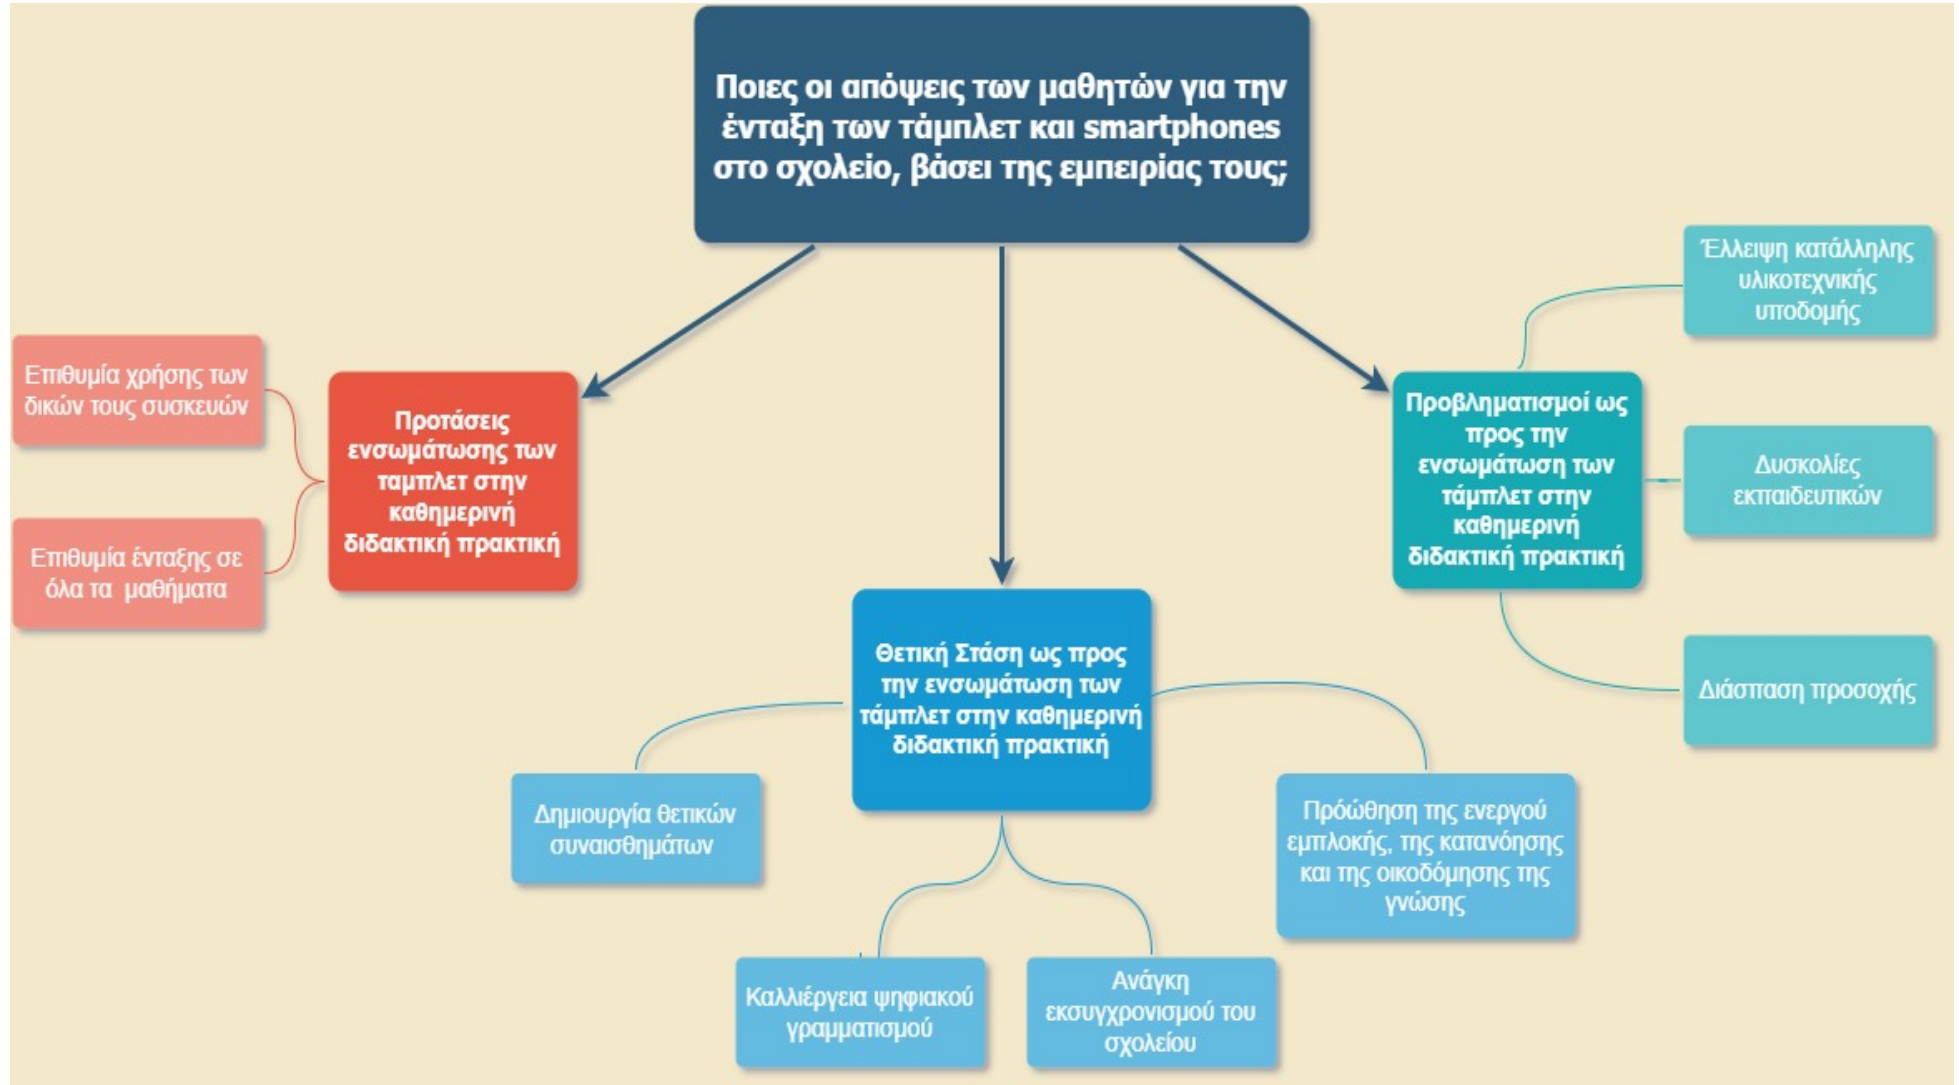 Ποιες οι απόψεις των μαθητών για την
ένταξη των τάμπλετ και smartphones
στο σχολείο, βάσει της εμπειρίας τους;
Επιθυμία χρήσης των
δικών τους συσκευών
Επιθυμία ένταξης σε
όλα τα μαθήματα
Προτάσεις
ενσωμάτωσης των
ταμπλετ στην
καθημερινή
διδακτική πρακτική
Θετική Στάση ως προς
την ενσωμάτωση των
τάμπλετ στην καθημερινή
διδακτική πρακτική
Δημιουργία θετικών
συναισθημάτων
Καλλιέργεια ψηφιακού
γραμματισμού
Ανάγκη
εκσυγχρονισμού του
σχολείου
Πρόώθηση της ενεργού
εμπλοκής, της κατανόησης
και της οικοδόμησης της
γνώσης
Προβληματισμοί ως
προς την
ενσωμάτωση των
τάμπλετ στην
καθημερινή
διδακτική πρακτική
Έλλειψη κατάλληλης
υλικοτεχνικής
υποδομής
Δυσκολίες
εκπαιδευτικών
Διάσπαση προσοχής